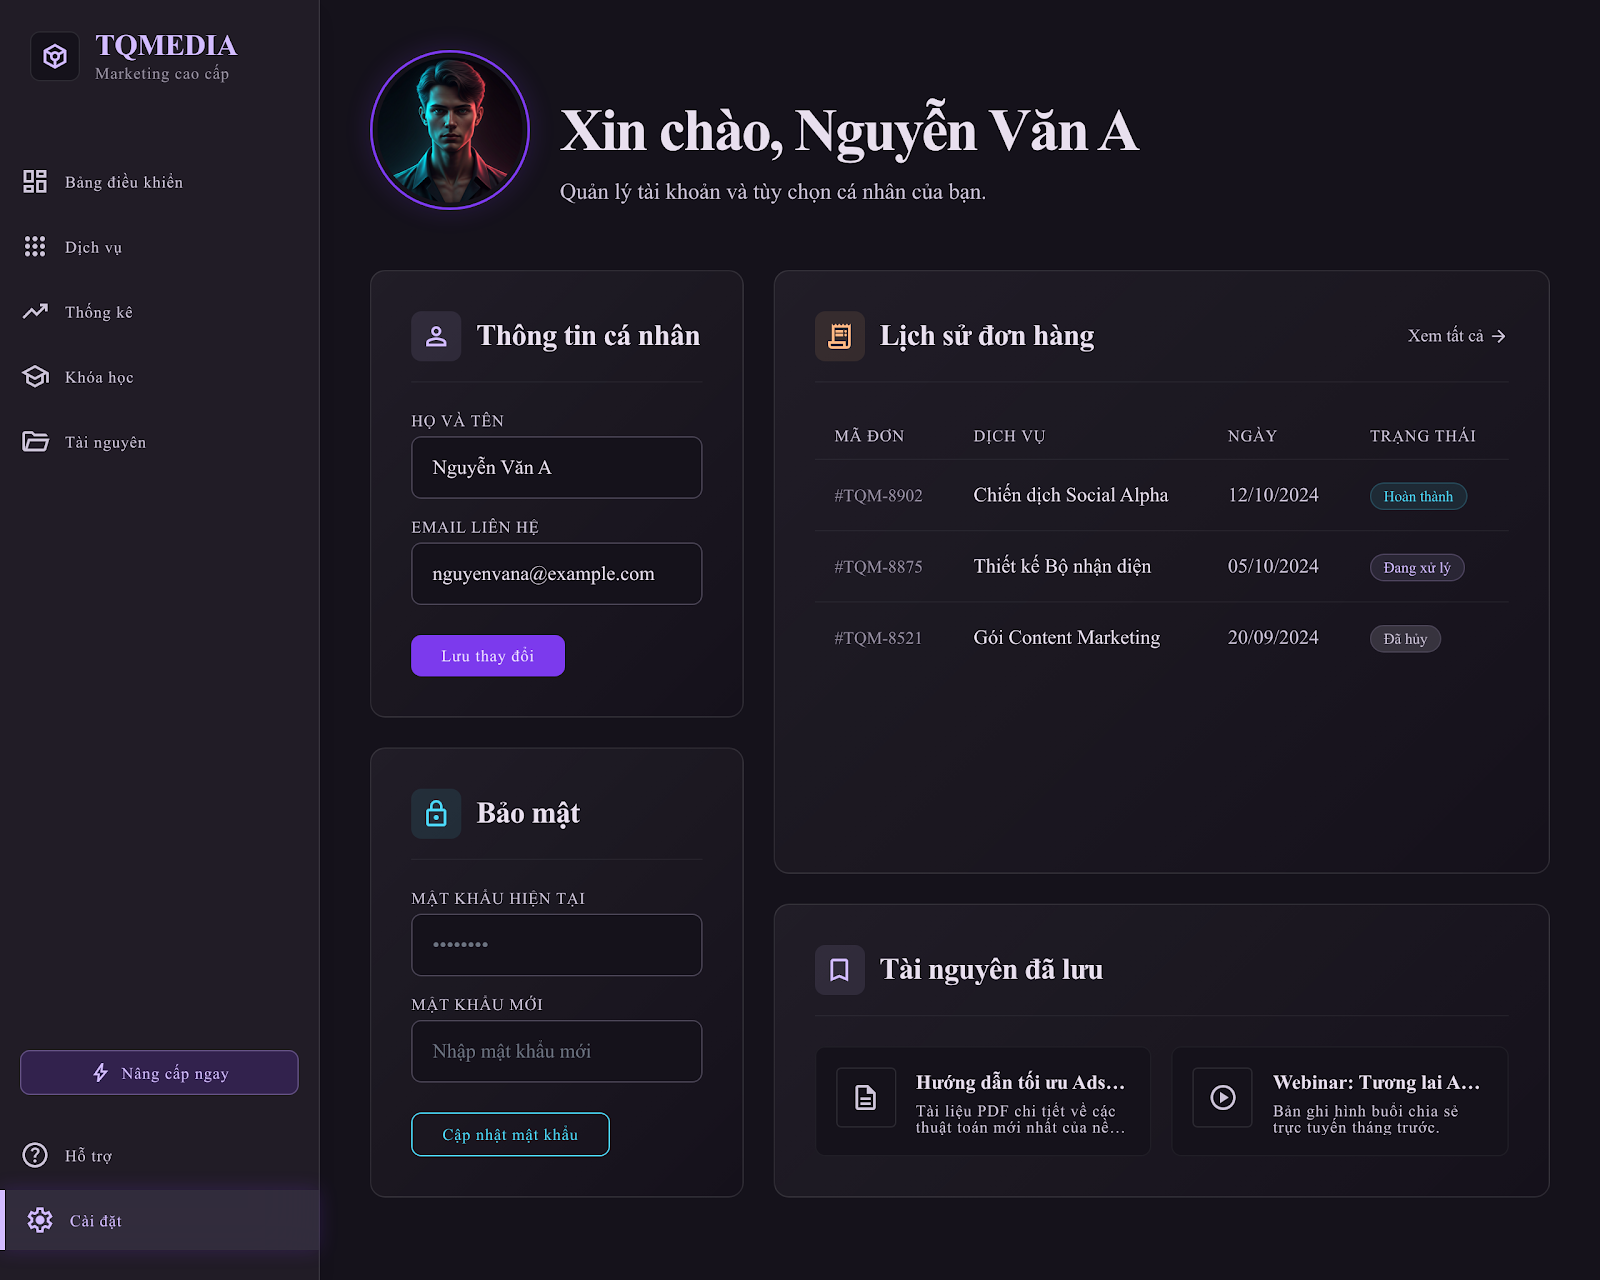 TQMEDIA
Marketing cao cấp
Bảng điều khiển
Dịch vụ
Thống kê
Khóa học
Tài nguyên
Nâng cấp ngay
Hỗ trợ
Cài đặt
Xin chào, Nguyễn Văn A
Quản lý tài khoản và tùy chọn cá nhân của bạn.
Thông tin cá nhân
HỌ VÀ TÊN
Nguyễn Văn A
EMAIL LIÊN HỆ
nguyenvana@example.com
Lưu thay đổi
Bảo mật
MẬT KHẨU HIỆN TẠI
••••••••
MẬT KHẨU MỚI
Nhập mật khẩu mới
Cập nhật mật khẩu
Lịch sử đơn hàng
Xem tất cả →
MÃ ĐƠN DỊCH VỤ NGÀY TRẠNG THÁI
#TQM-8902 Chiến dịch Social Alpha 12/10/2024 Hoàn thành
#TQM-8875 Thiết kế Bộ nhận diện 05/10/2024 Đang xử lý
#TQM-8521 Gói Content Marketing 20/09/2024 Đã hủy
Tài nguyên đã lưu
Hướng dẫn tối ưu Ads...
Tài liệu PDF chi tiết về các
thuật toán mới nhất của nề...
Webinar: Tương lai A...
Bản ghi hình buổi chia sẻ
trực tuyến tháng trước.